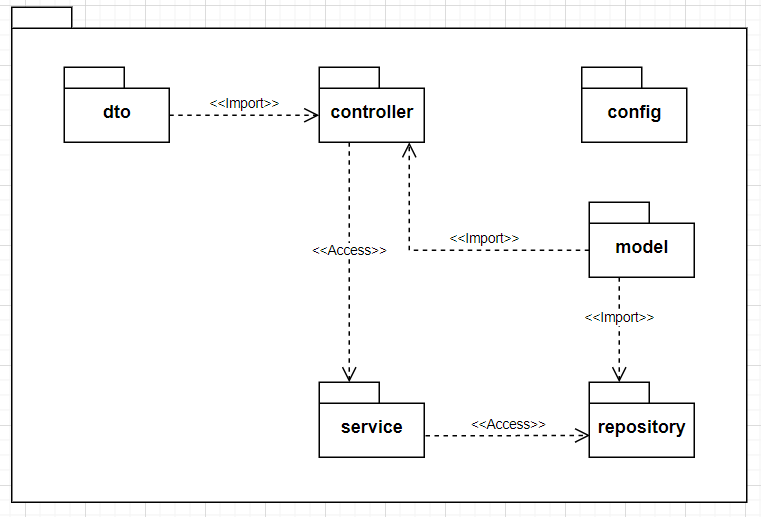 dto
<<Import>>
controller
config
<<Import>>
model
<<Access>>
<<Import>>
service
<<Access>>
repository